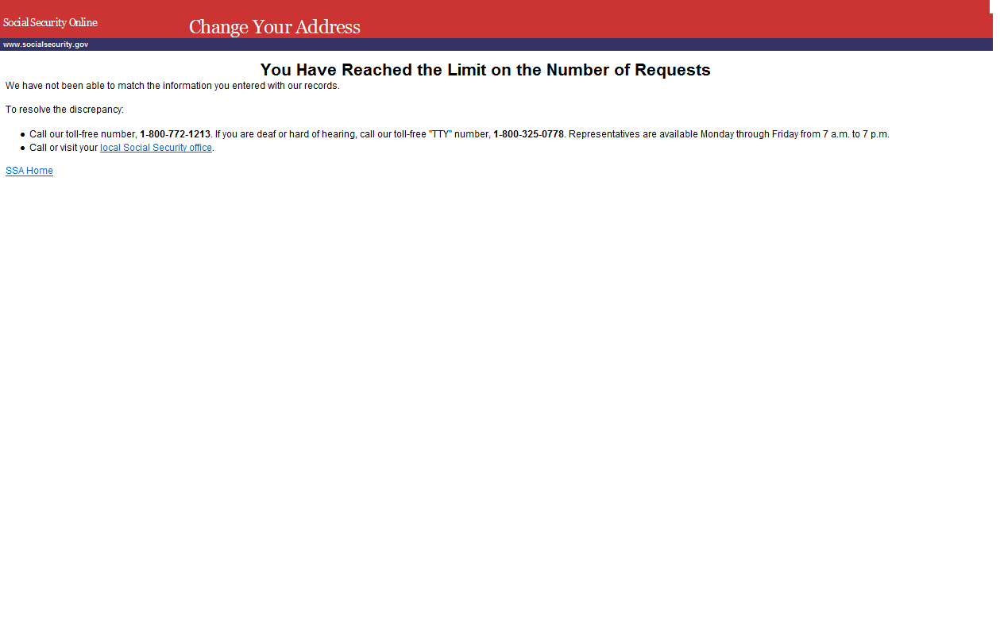 Social Security Online
Change Your Address
www.socialsecurity.gov
You Have Reached the Limit on the Number of Requests
We have not been able to match the information you entered with our records.
To resolve the discrepancy:
● Call our toll-free number, 1-800-772-1213. If you are deaf or hard of hearing, call our toll-free "TTY" number, 1-800-325-0778. Representatives are available Monday through Friday from 7 a.m. to 7 p.m.
● Call or visit your local Social Security office.
SSA Home